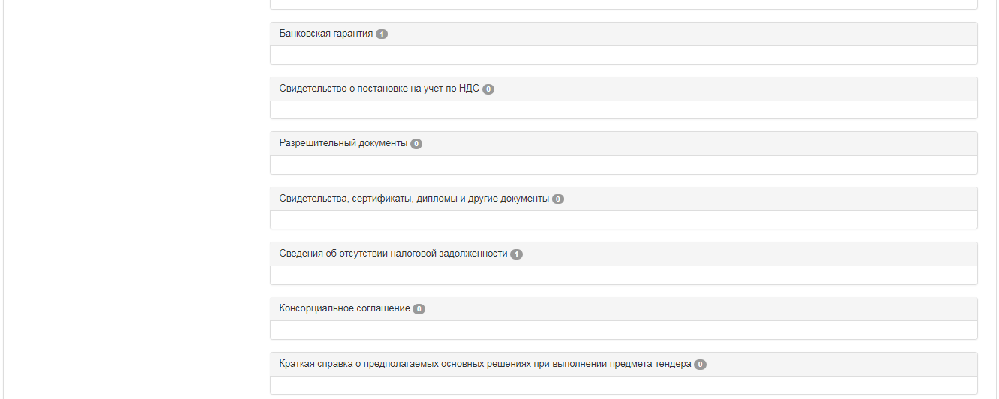 Банковская гарантия 1
Свидетельство о постановке на учет по НДС 0
Разрешительный документы 0
Свидетельства, сертификаты, дипломы и другие документы 0
Сведения об отсутствии налоговой задолженности 1
Консорциальное соглашение 0
Краткая справка о предполагаемых основных решениях при выполнении предмета тендера 0